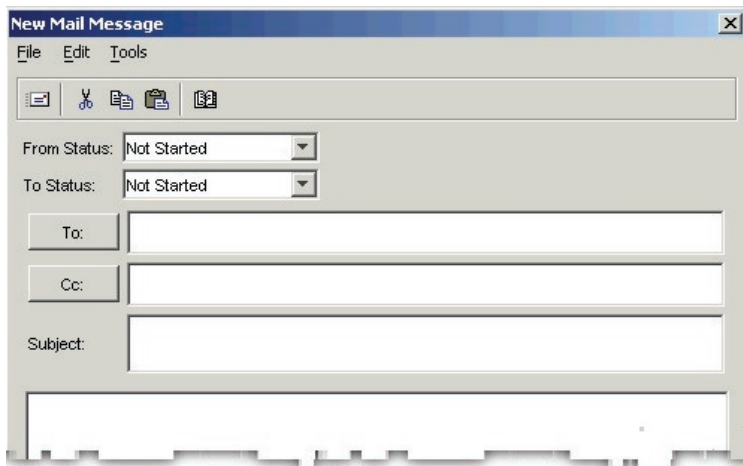 New Mail Message
File Edit Tools
From Status: Not Started
To Status: Not Started
To:
Cc:
Subject: